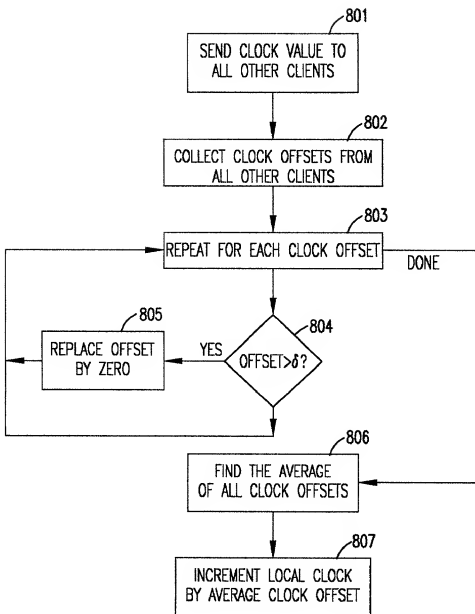 801
SEND CLOCK VALUE TO
ALL OTHER CLIENTS
802
COLLECT CLOCK OFFSETS FROM
ALL OTHER CLIENTS
803
REPEAT FOR EACH CLOCK OFFSET
DONE
804
OFFSET>δ?
YES
805
REPLACE OFFSET
BY ZERO
806
FIND THE AVERAGE
OF ALL CLOCK OFFSETS
807
INCREMENT LOCAL CLOCK
BY AVERAGE CLOCK OFFSET